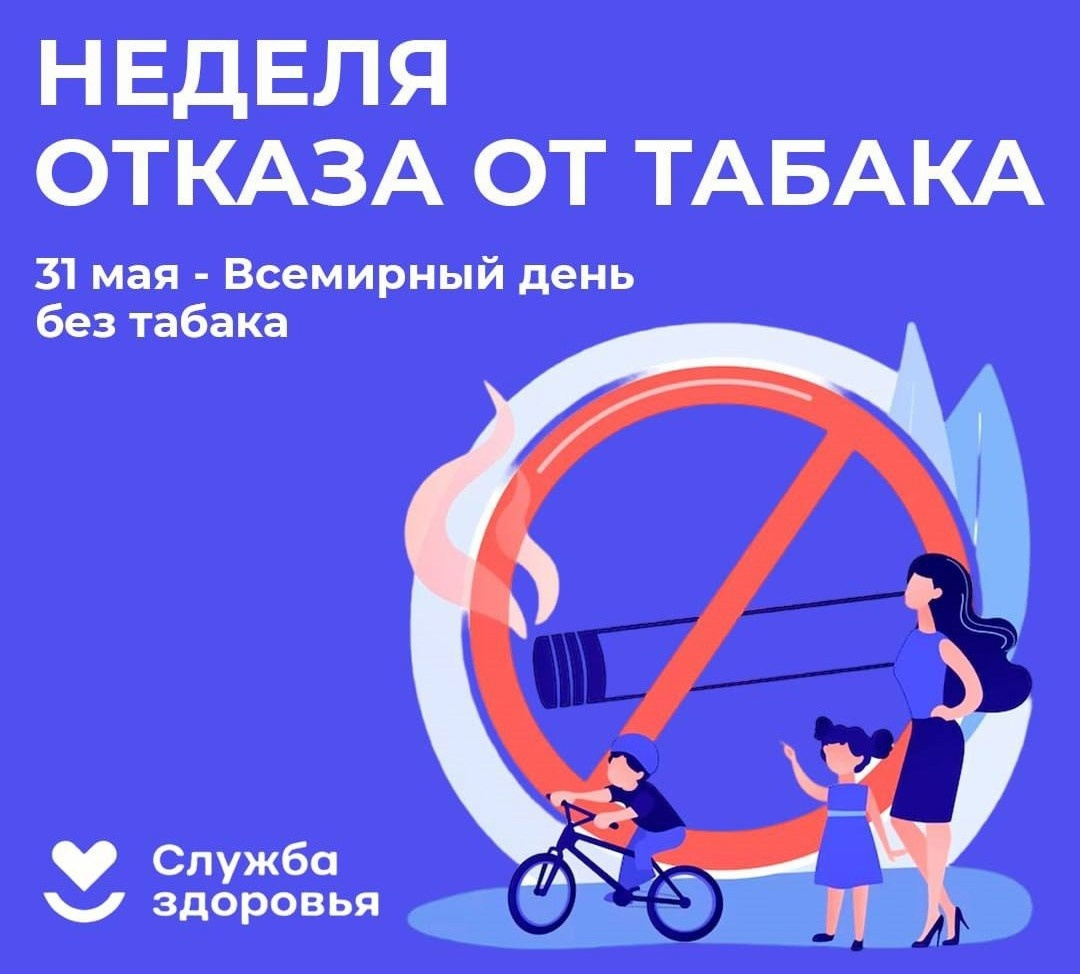 НЕДЕЛЯ
ОТКАЗА ОТ ТАБАКА
31 мая - Всемирный день
без табака
Служба
здоровья